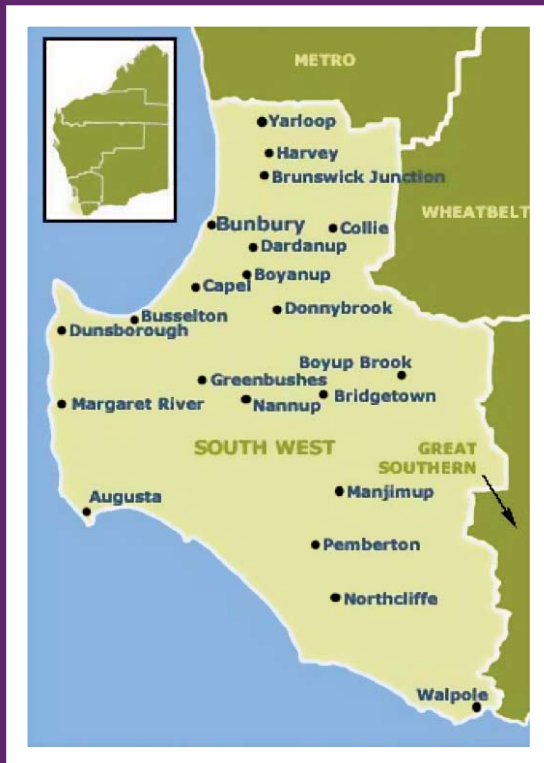 METRO
Yarloop
Harvey
Brunswick Junction
WHEATBELT
Bunbury
Collie
Dardanup
Boyanup
Capel
Donnybrook
Busselton
Dunsborough
Boyup Brook
Greenbushes
Bridgetown
Margaret River
Nannup
SOUTH WEST
GREAT
SOUTHERN
Augusta
Manjimup
Pemberton
Northcliffe
Walpole